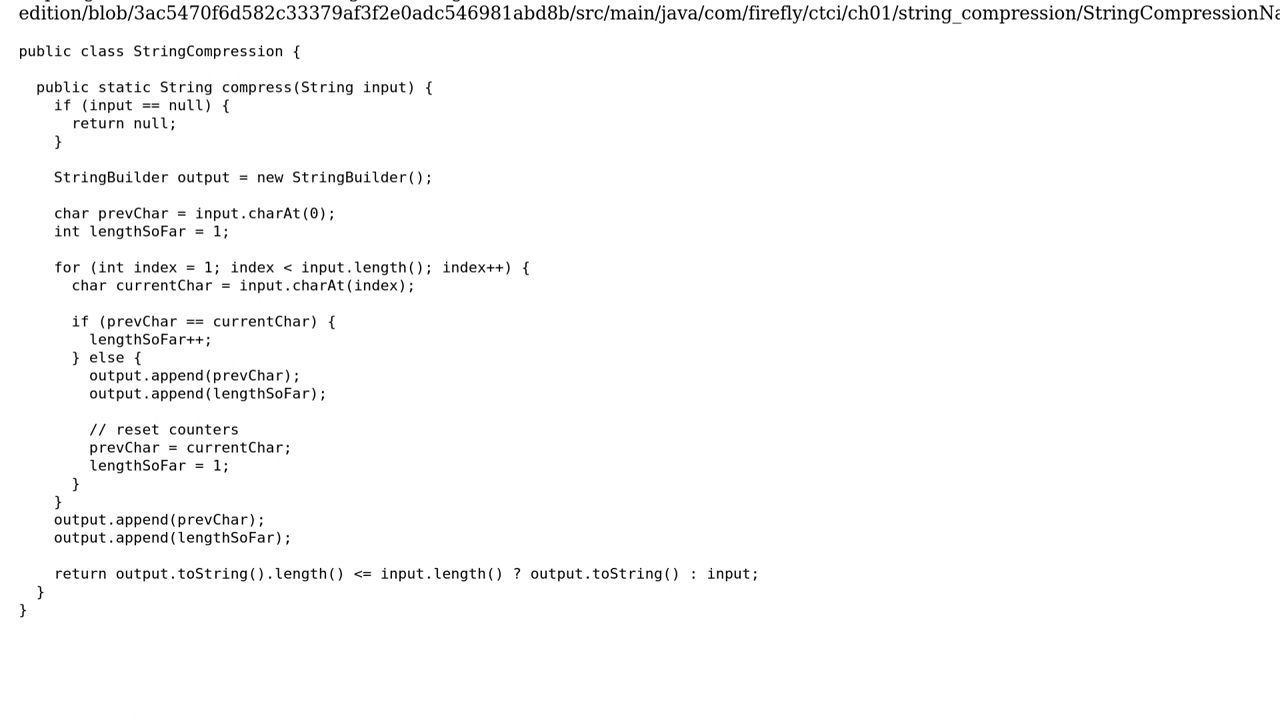 edition/blob/3ac5470f6d582c33379af3f2e0adc546981abd8b/src/main/java/com/firefly/ctci/ch01/string_compression/StringCompressionNa
public class StringCompression {
  public static String compress(String input) {
    if (input == null) {
      return null;
    }
    StringBuilder output = new StringBuilder();
    char prevChar = input.charAt(0);
    int lengthSoFar = 1;
    for (int index = 1; index < input.length(); index++) {
      char currentChar = input.charAt(index);
      if (prevChar == currentChar) {
        lengthSoFar++;
      } else {
        output.append(prevChar);
        output.append(lengthSoFar);
        // reset counters
        prevChar = currentChar;
        lengthSoFar = 1;
      }
    }
    output.append(prevChar);
    output.append(lengthSoFar);
    return output.toString().length() <= input.length() ? output.toString() : input;
  }
}